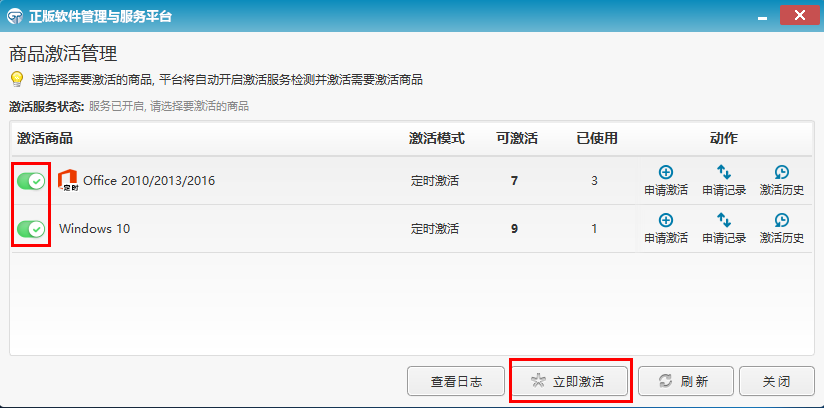 正版软件管理与服务平台
商品激活管理
请选择需要激活的商品, 平台将自动开启激活服务检测并激活需要激活商品
激活服务状态: 服务已开启, 请选择要激活的商品
激活商品 激活模式 可激活 已使用 动作
定时 Office 2010/2013/2016 定时激活 7 3 申请激活 申请记录 激活历史
Windows 10 定时激活 9 1 申请激活 申请记录 激活历史
查看日志 立即激活 刷新 关闭